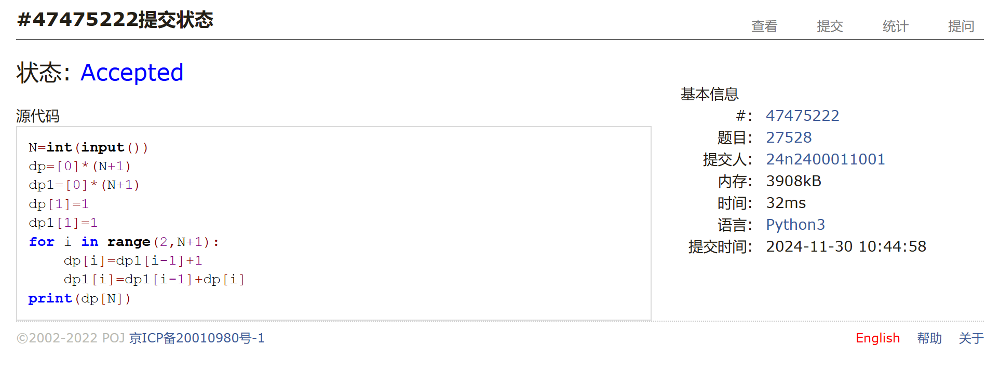 #47475222提交状态
查看 提交 统计 提问
状态: Accepted
源代码
N=int(input())
dp=[0]*(N+1)
dp1=[0]*(N+1)
dp[1]=1
dp1[1]=1
for i in range(2,N+1):
    dp[i]=dp1[i-1]+1
    dp1[i]=dp1[i-1]+dp[i]
print(dp[N])
基本信息
#: 47475222
题目: 27528
提交人: 24n2400011001
内存: 3908kB
时间: 32ms
语言: Python3
提交时间: 2024-11-30 10:44:58
©2002-2022 POJ 京ICP备20010980号-1
English 帮助 关于